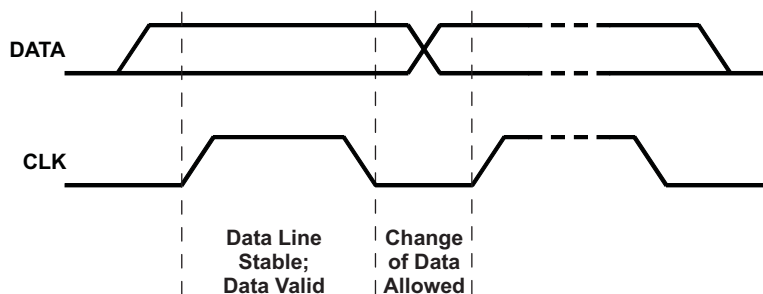 DATA
CLK
Data Line
Stable;
Data Valid
Change
of Data
Allowed